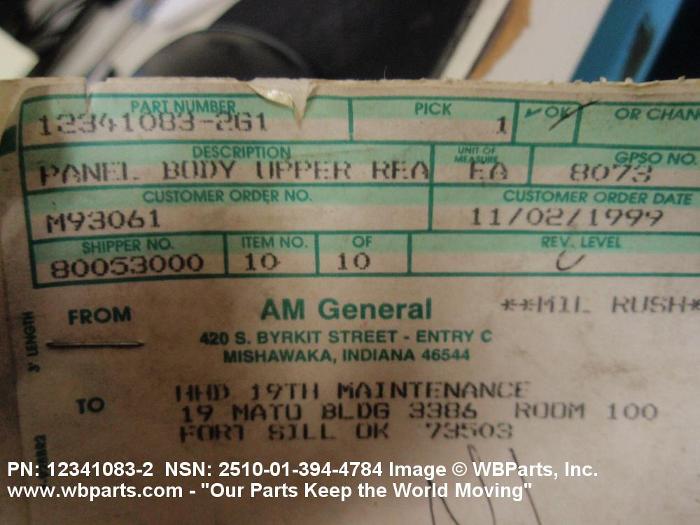 PART NUMBER PICK OK OR CHAN
12341083-2G1 1
DESCRIPTION UNIT OF MEASURE GPSO NO.
PANEL BODY UPPER REA EA 8073
CUSTOMER ORDER NO. CUSTOMER ORDER DATE
M93061 11/02/1999
SHIPPER NO. ITEM NO. OF REV. LEVEL
80053000 10 10
FROM AM General **MIL RUSH*
420 S. BYRKIT STREET - ENTRY C
MISHAWAKA, INDIANA 46544
3' LENGTH
TO HHD 19TH MAINTENANCE
19 MATU BLDG 3386 ROOM 100
FORT SILL OK 73503
PN: 12341083-2 NSN: 2510-01-394-4784 Image © WBParts, Inc.
www.wbparts.com - "Our Parts Keep the World Moving"